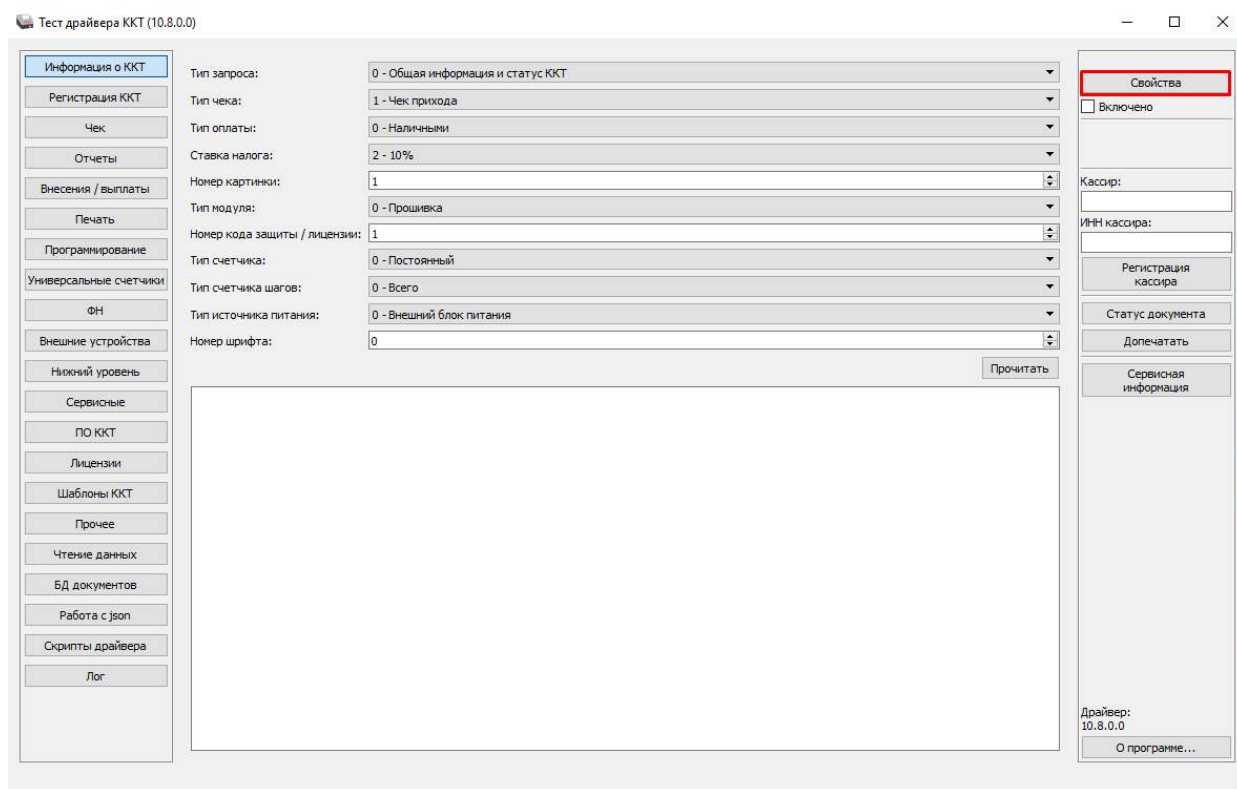 Тест драйвера ККТ (10.8.0.0)
Информация о ККТ
Регистрация ККТ
Чек
Отчеты
Внесения / выплаты
Печать
Программирование
Универсальные счетчики
ФН
Внешние устройства
Нижний уровень
Сервисные
ПО ККТ
Лицензии
Шаблоны ККТ
Прочее
Чтение данных
БД документов
Работа с json
Скрипты драйвера
Лог
Тип запроса: 0 - Общая информация и статус ККТ
Тип чека: 1 - Чек прихода
Тип оплаты: 0 - Наличными
Ставка налога: 2 - 10%
Номер картинки: 1
Тип модуля: 0 - Прошивка
Номер кода защиты / лицензии: 1
Тип счетчика: 0 - Постоянный
Тип счетчика шагов: 0 - Всего
Тип источника питания: 0 - Внешний блок питания
Номер шрифта: 0
Прочитать
Свойства
Включено
Кассир:
ИНН кассира:
Регистрация
кассира
Статус документа
Допечатать
Сервисная
информация
Драйвер:
10.8.0.0
О программе...